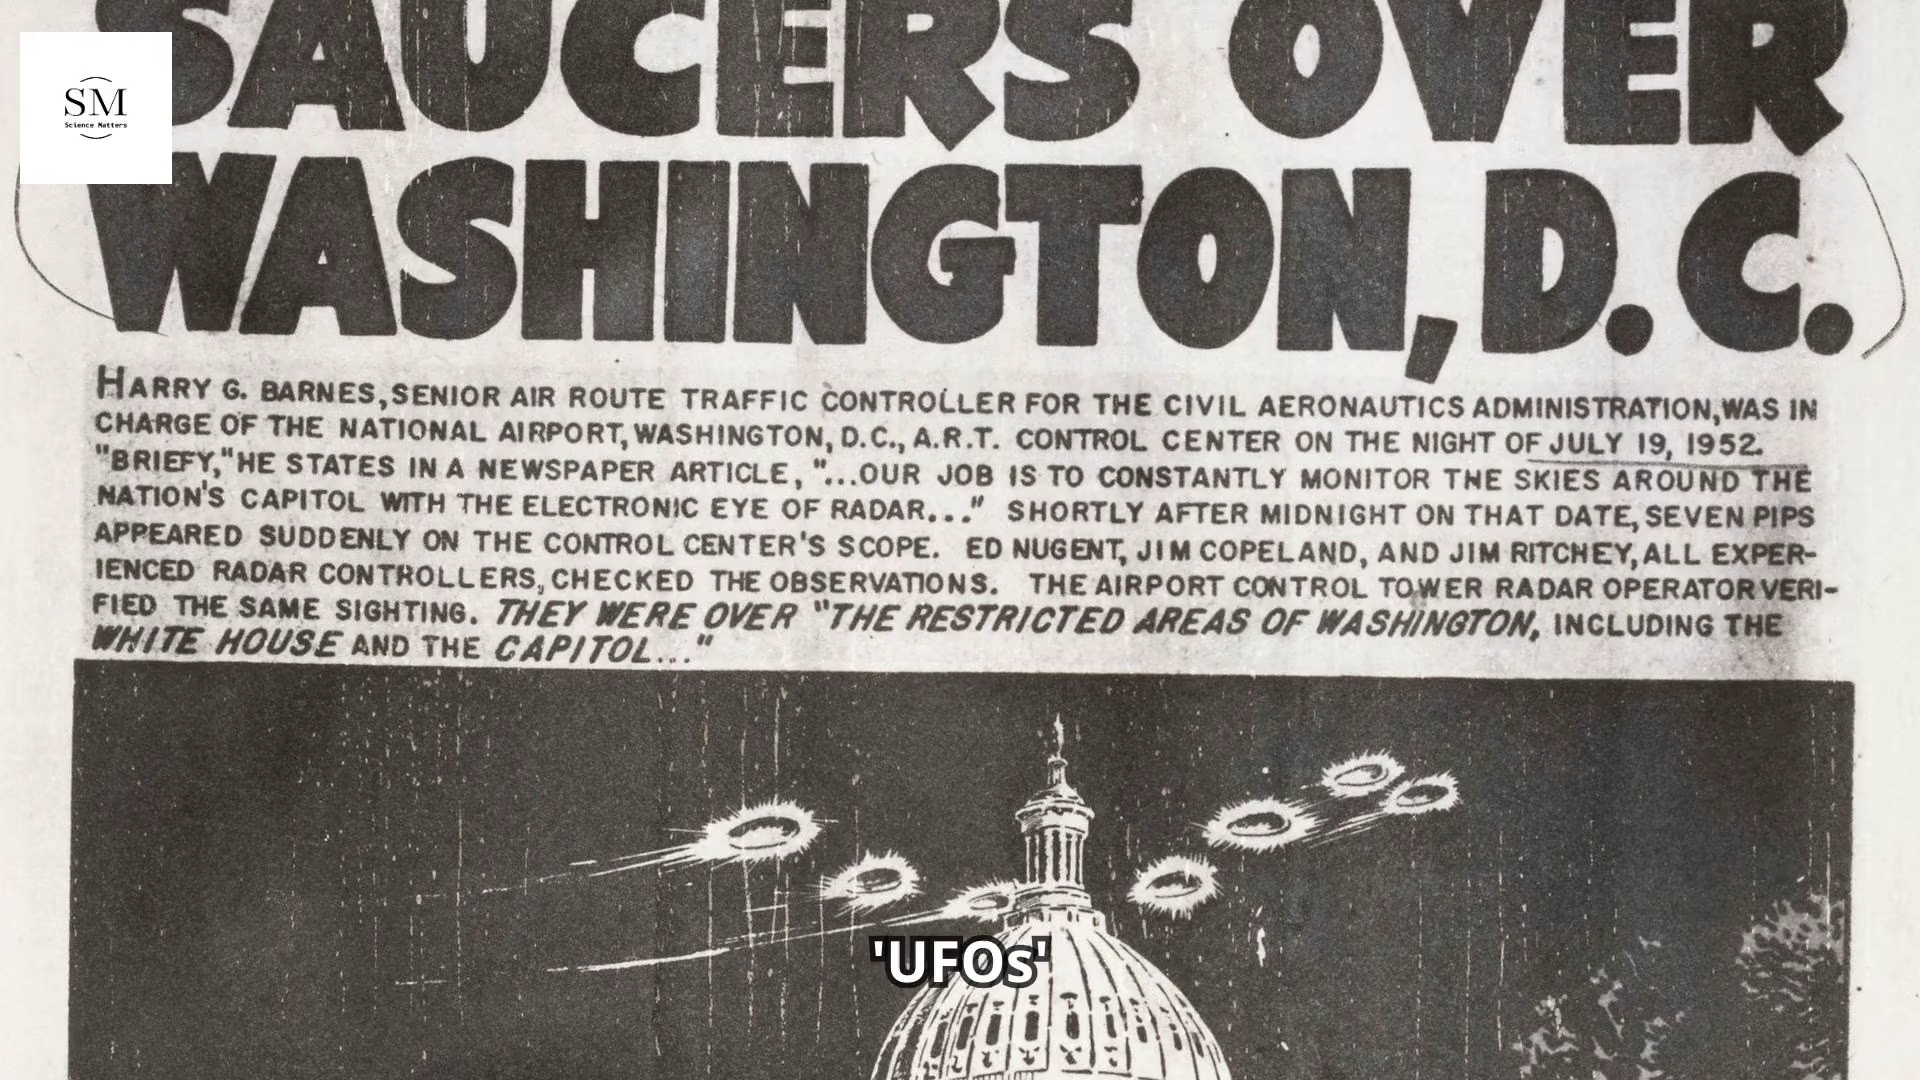 SAUCERS OVER
SM
Science Matters
WASHINGTON, D.C.
HARRY G. BARNES, SENIOR AIR ROUTE TRAFFIC CONTROLLER FOR THE CIVIL AERONAUTICS ADMINISTRATION, WAS IN
CHARGE OF THE NATIONAL AIRPORT, WASHINGTON, D.C., A.R.T. CONTROL CENTER ON THE NIGHT OF JULY 19, 1952.
"BRIEFY," HE STATES IN A NEWSPAPER ARTICLE, "...OUR JOB IS TO CONSTANTLY MONITOR THE SKIES AROUND THE
NATION'S CAPITOL WITH THE ELECTRONIC EYE OF RADAR..." SHORTLY AFTER MIDNIGHT ON THAT DATE, SEVEN PIPS
APPEARED SUDDENLY ON THE CONTROL CENTER'S SCOPE. ED NUGENT, JIM COPELAND, AND JIM RITCHEY, ALL EXPER-
IENCED RADAR CONTROLLERS, CHECKED THE OBSERVATIONS. THE AIRPORT CONTROL TOWER RADAR OPERATOR VERI-
FIED THE SAME SIGHTING. THEY WERE OVER "THE RESTRICTED AREAS OF WASHINGTON, INCLUDING THE
WHITE HOUSE AND THE CAPITOL..."
'UFOs'